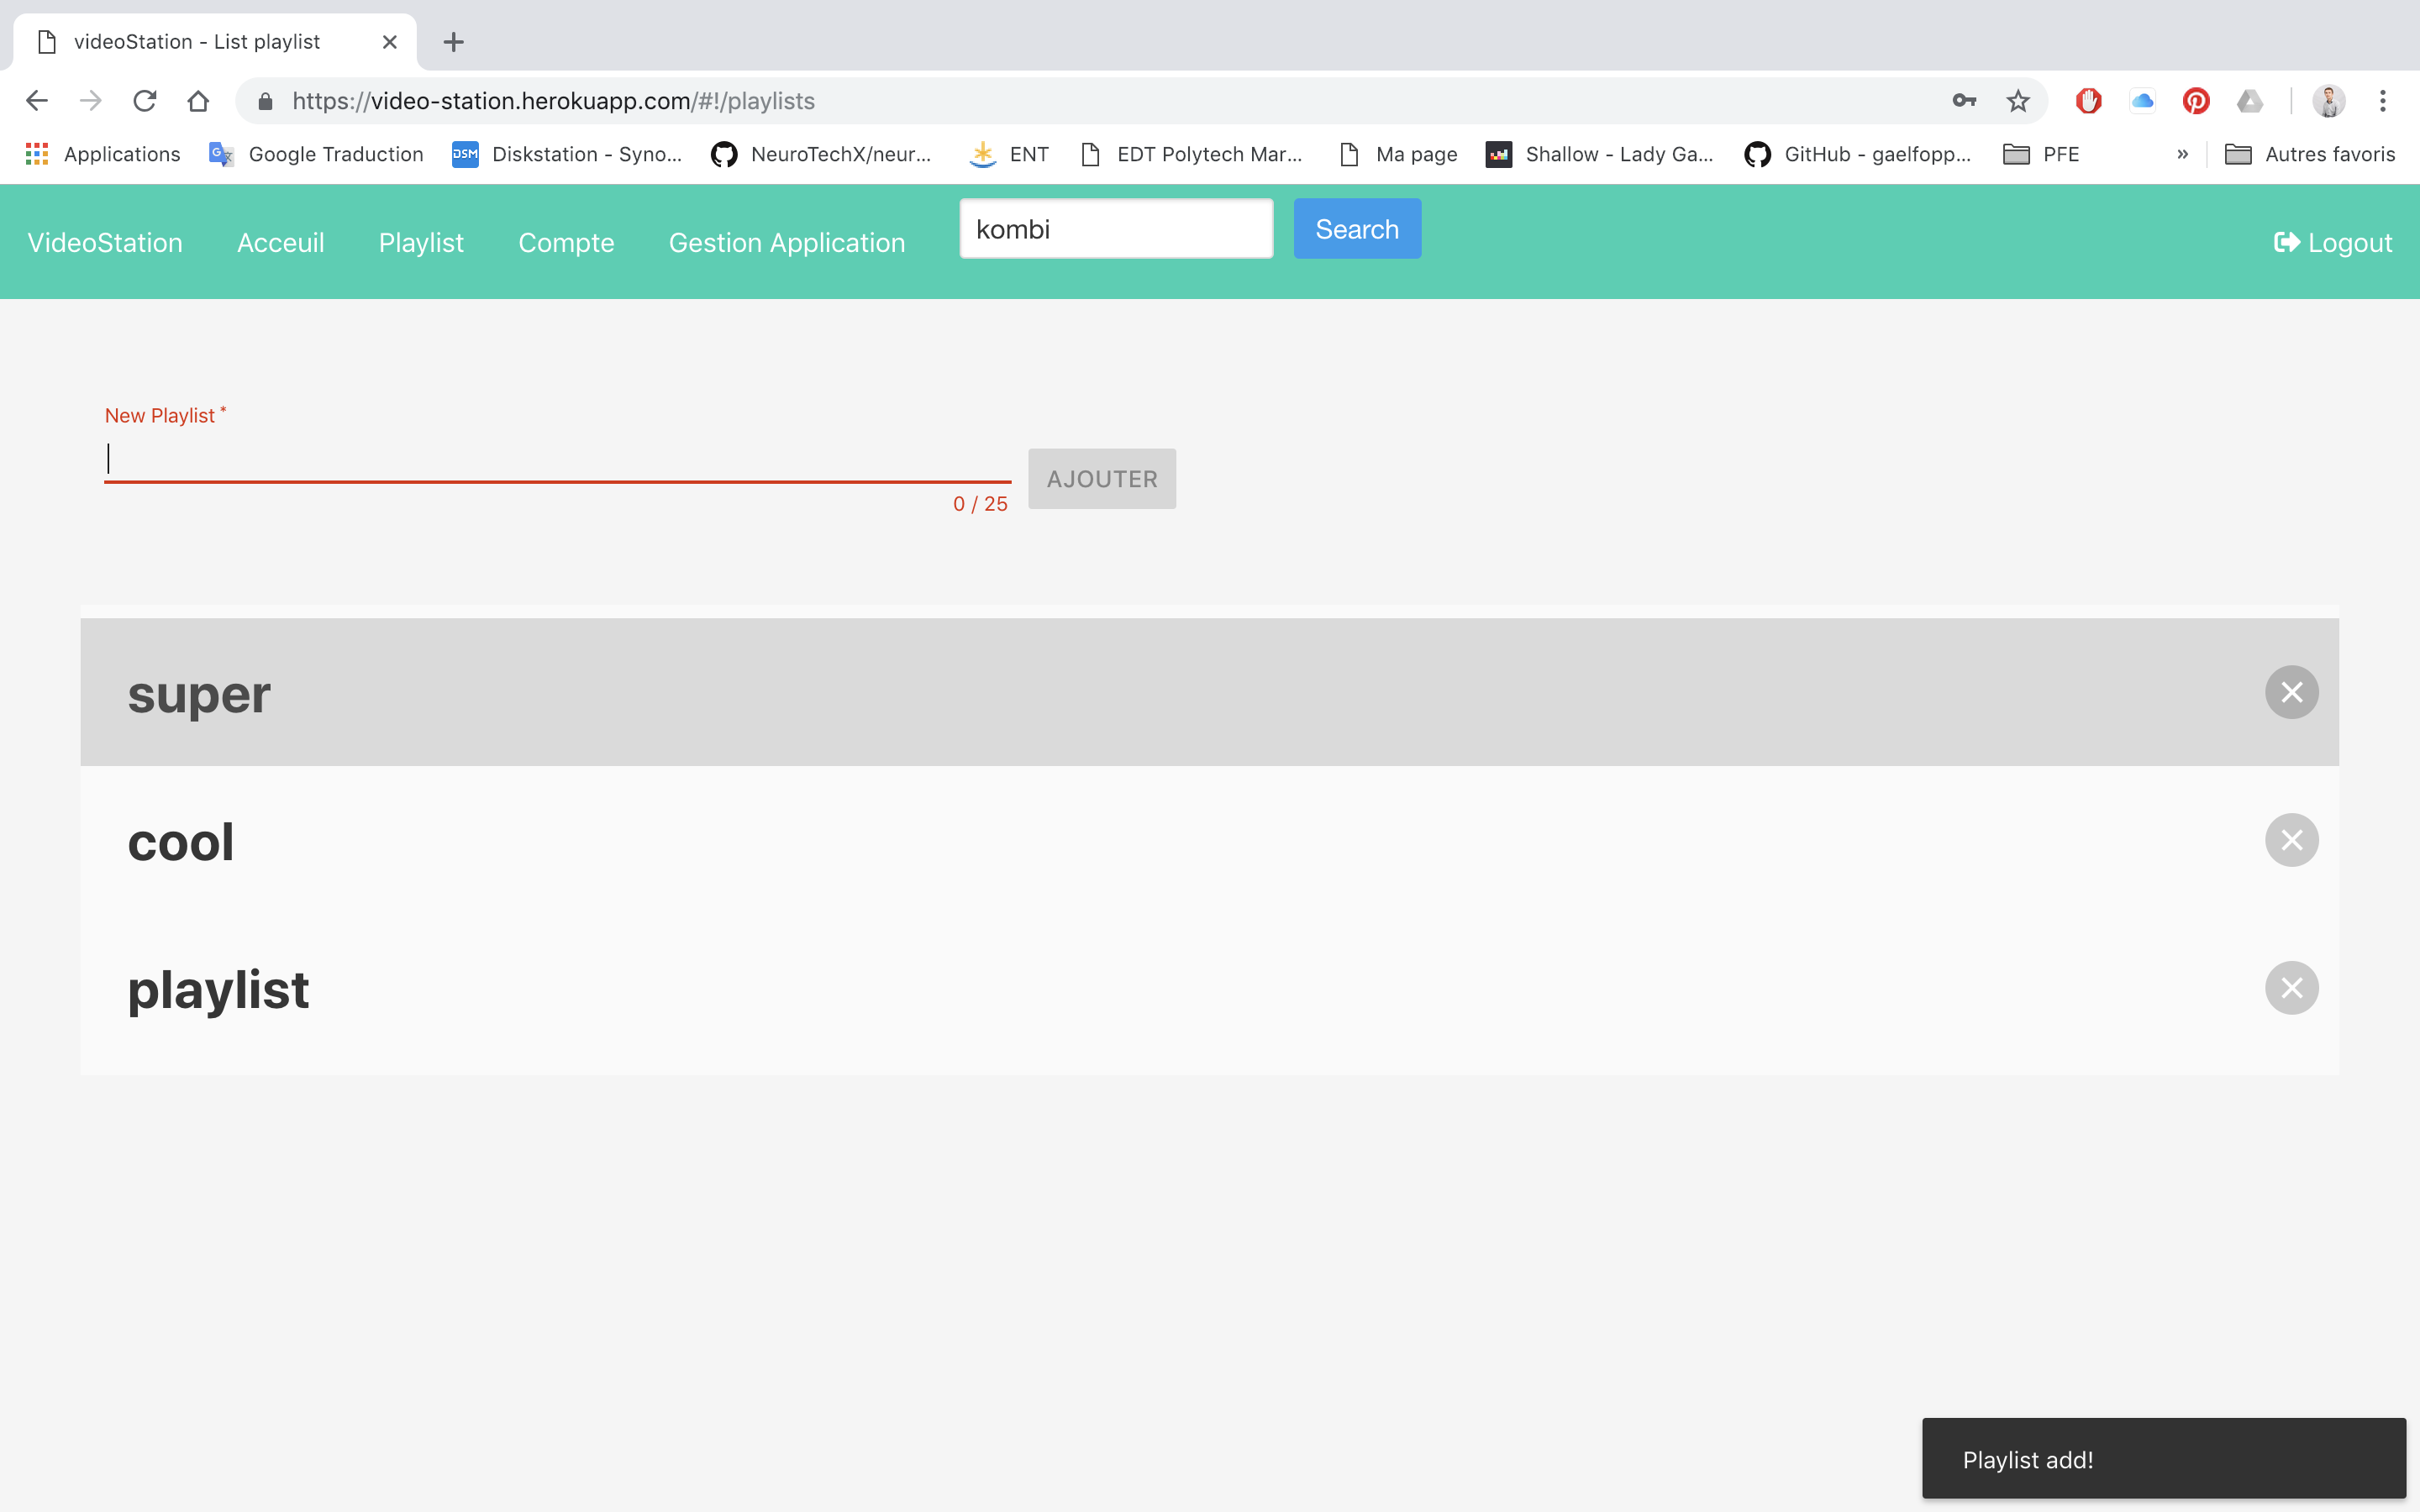 videoStation - List playlist
https://video-station.herokuapp.com/#!/playlists
Applications Google Traduction DSM Diskstation - Syno... NeuroTechX/neur... ENT EDT Polytech Mar... Ma page Shallow - Lady Ga... GitHub - gaelfopp... PFE » Autres favoris
VideoStation Acceuil Playlist Compte Gestion Application kombi Search Logout
New Playlist *
AJOUTER
0 / 25
super
cool
playlist
Playlist add!